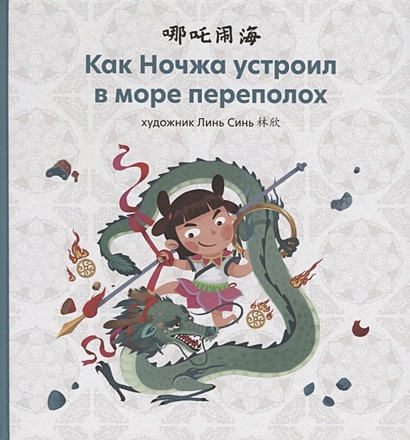 哪吒闹海
Как Ночжа устроил
в море переполох
художник Линь Синь 林欣